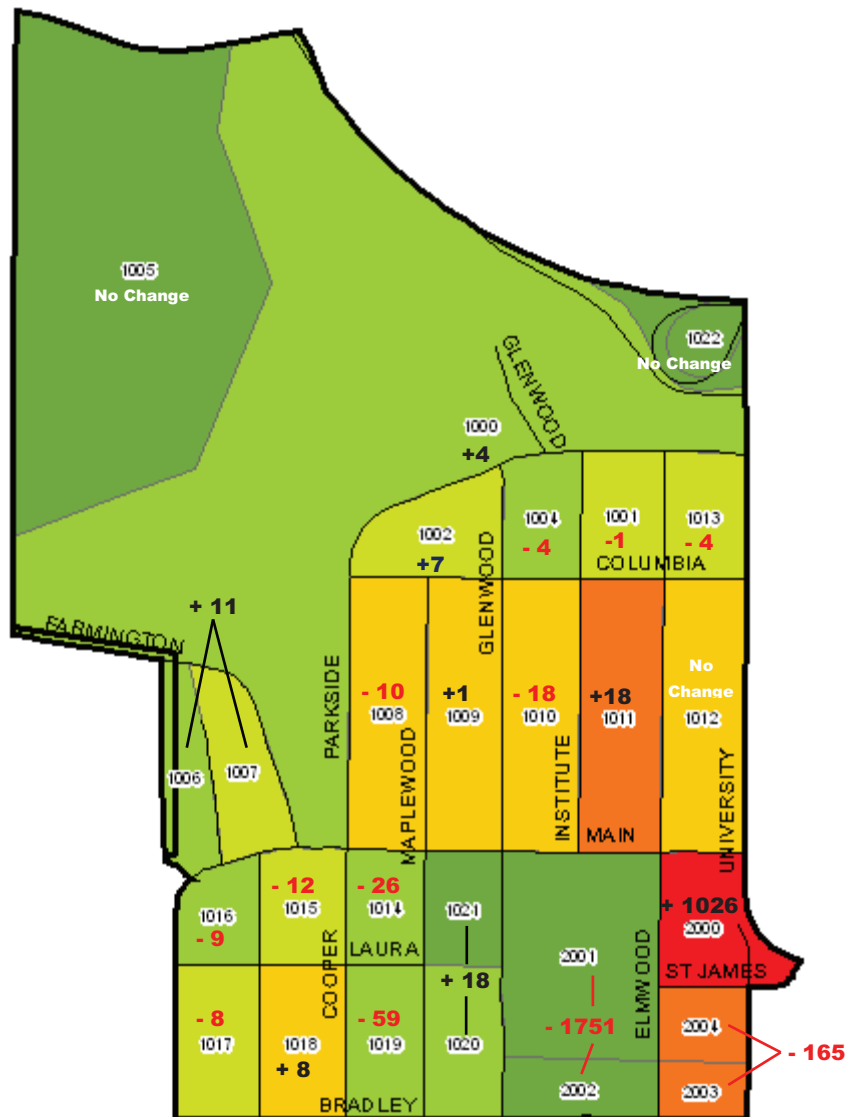 1005
No Change
1022
No Change
GLENWOOD
1000
+4
1002
+7
GLENWOOD
1004
- 4
1001
-1
1013
- 4
COLUMBIA
+ 11
FARMINGTON
1006
1007
PARKSIDE
- 10
1008
MAPLEWOOD
+1
1009
- 18
1010
INSTITUTE
+18
1011
MAIN
No
Change
1012
UNIVERSITY
1016
- 9
- 12
1015
- 26
1014
1021
COOPER
LAURA
+ 18
- 8
1017
1018
+ 8
- 59
1019
1020
BRADLEY
2001
- 1751
2002
ELMWOOD
+ 1026
2000
ST JAMES
2004
- 165
2003